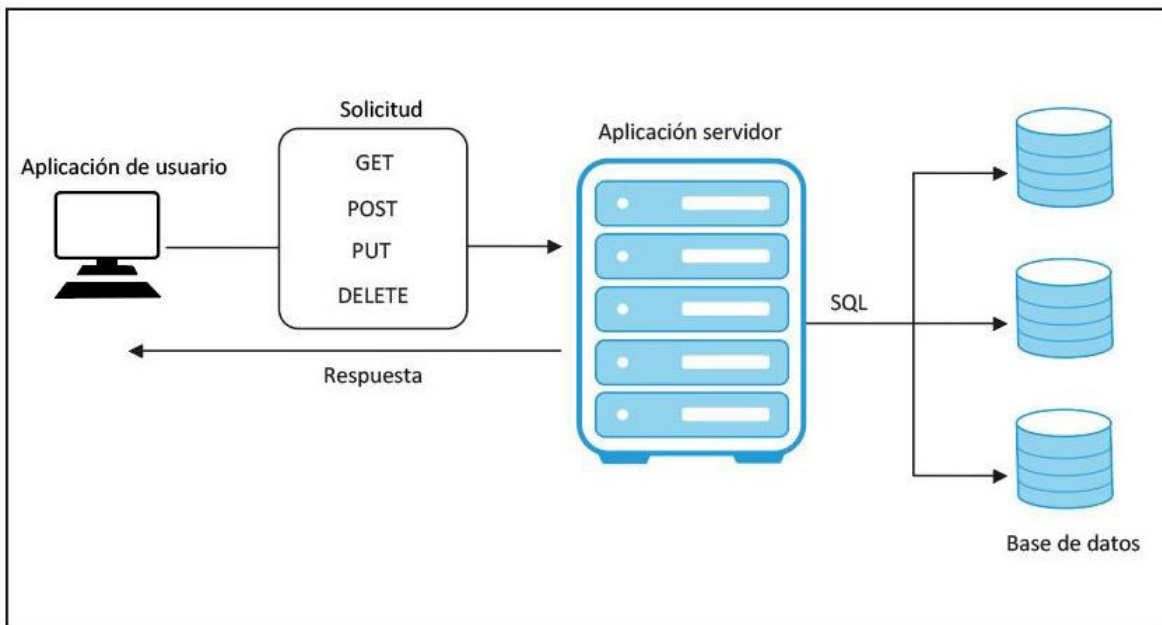 Aplicación de usuario
Solicitud
GET
POST
PUT
DELETE
Respuesta
Aplicación servidor
SQL
Base de datos